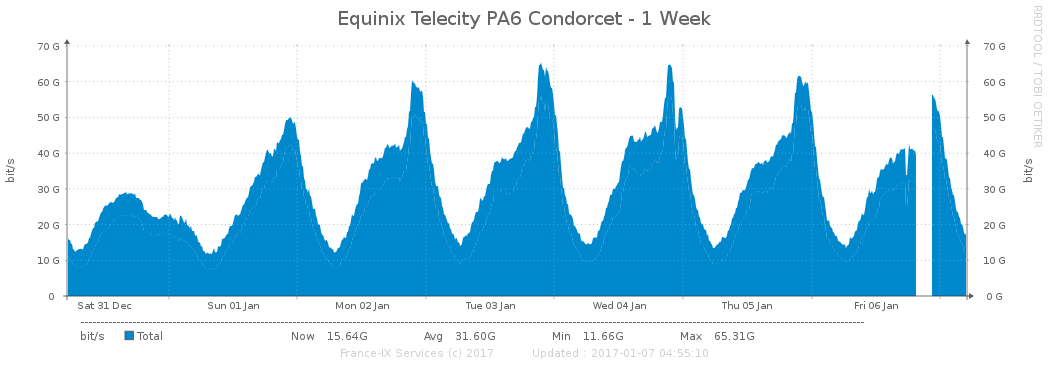 Equinix Telecity PA6 Condorcet - 1 Week
RRDTOOL / TOBI OETIKER
bit/s
70 G
60 G
50 G
40 G
30 G
20 G
10 G
0
70 G
60 G
50 G
40 G
30 G
20 G
10 G
0 G
bit/s
Sat 31 Dec Sun 01 Jan Mon 02 Jan Tue 03 Jan Wed 04 Jan Thu 05 Jan Fri 06 Jan
bit/s Total Now 15.64G Avg 31.60G Min 11.66G Max 65.31G
France-IX Services (c) 2017 Updated : 2017-01-07 04:55:10